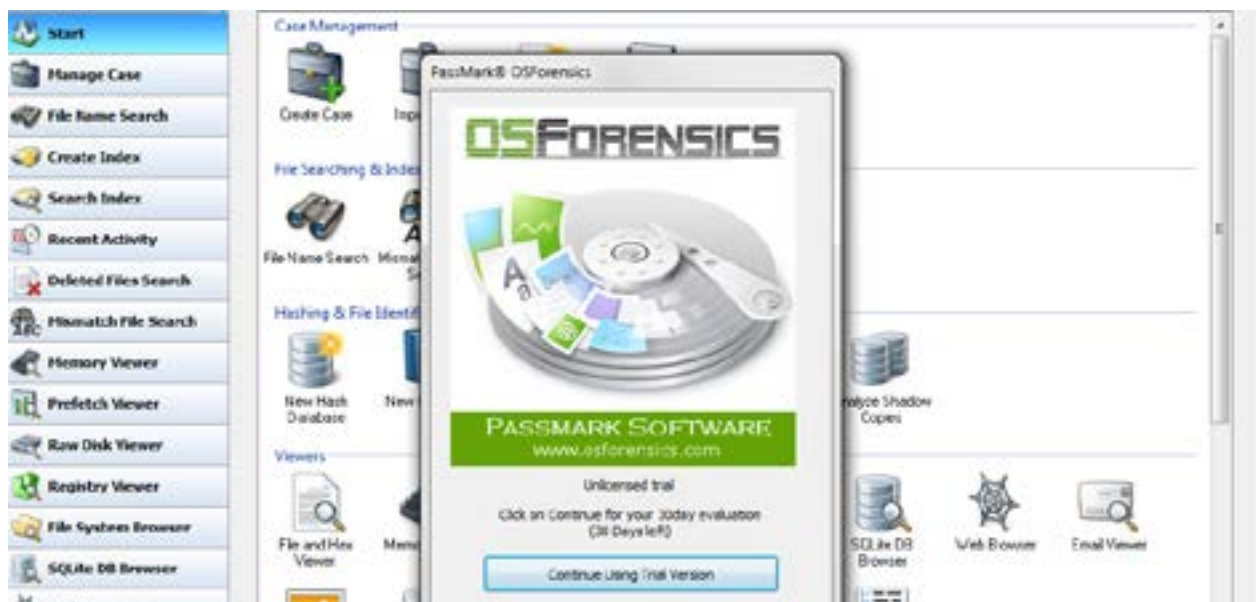 Start
Manage Case
File Name Search
Create Index
Search Index
Recent Activity
Deleted Files Search
Mismatch File Search
Memory Viewer
Prefetch Viewer
Raw Disk Viewer
Registry Viewer
File System Browser
SQLite DB Browser
Case Management
Create Case
File Searching & Index
File Name Search
Hashing & File Identif
New Hash
Database
New
Shadow
Copies
Viewers
File and Hex
Viewer
SQLite DB
Browser
Web Browser
Email Viewer
PassMark® OSForensics
OSFORENSICS
PASSMARK SOFTWARE
www.osforensics.com
Unlicensed trial
Click on Continue for your 30day evaluation
Days left)
Continue Using Trial Version